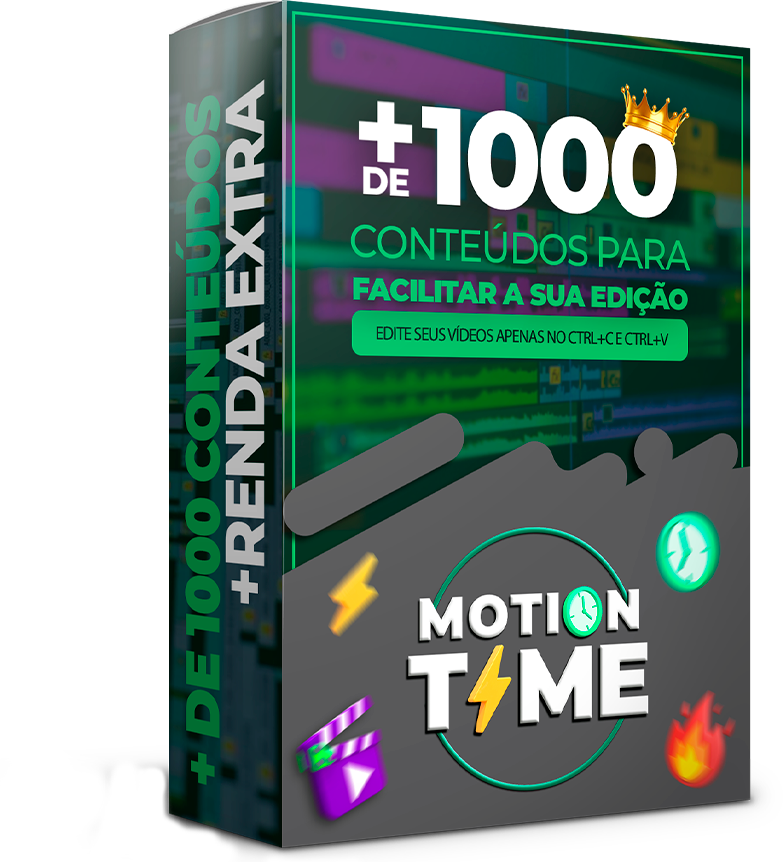 + DE 1000 CONTEÚDOS
+RENDA EXTRA
+1000
DE
CONTEÚDOS PARA
FACILITAR A SUA EDIÇÃO
EDITE SEUS VÍDEOS APENAS NO CTRL+C E CTRL+V
MOTION
TIME